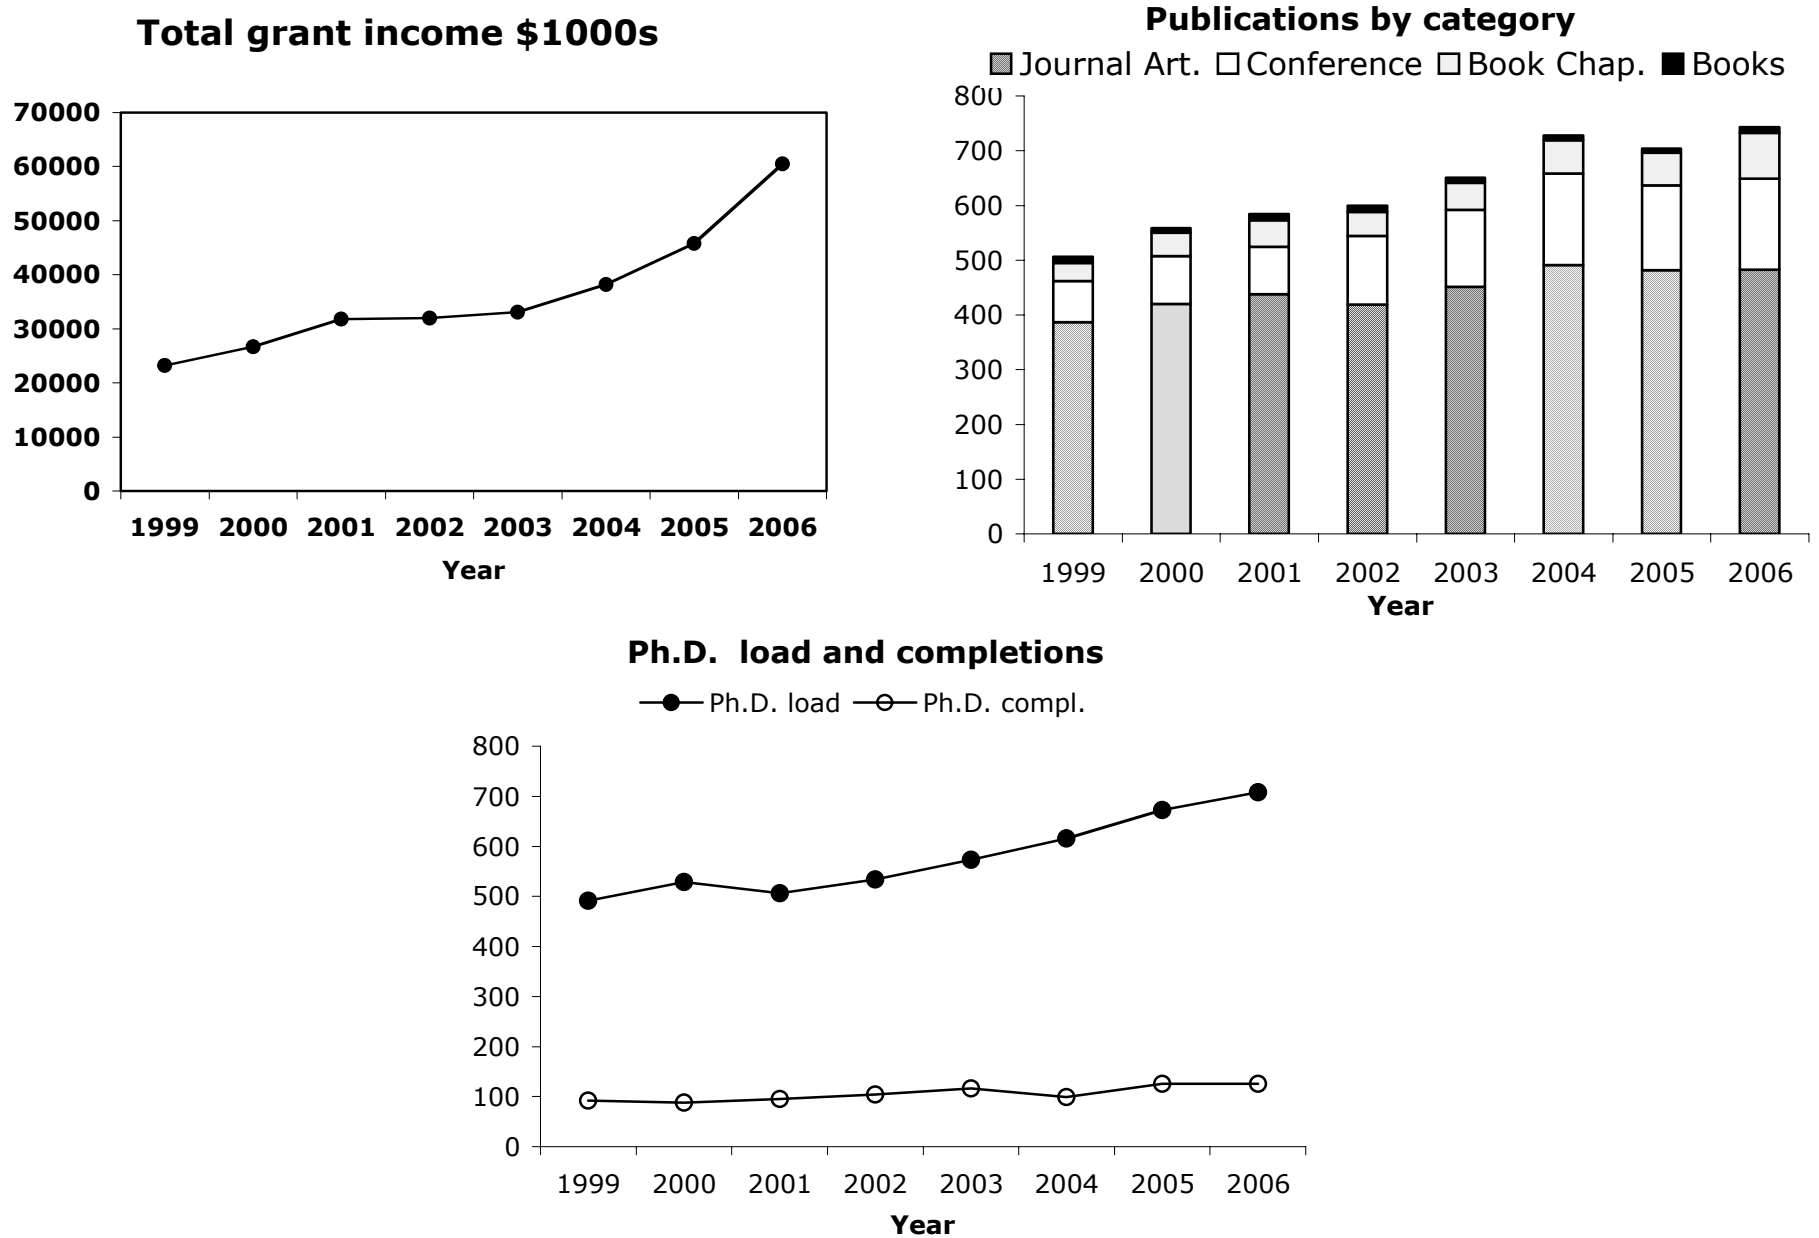 Total grant income $1000s
70000
60000
50000
40000
30000
20000
10000
0
1999 2000 2001 2002 2003 2004 2005 2006
Year
Publications by category
Journal Art. Conference Book Chap. Books
800
700
600
500
400
300
200
100
0
1999 2000 2001 2002 2003 2004 2005 2006
Year
Ph.D. load and completions
Ph.D. load Ph.D. compl.
800
700
600
500
400
300
200
100
0
1999 2000 2001 2002 2003 2004 2005 2006
Year